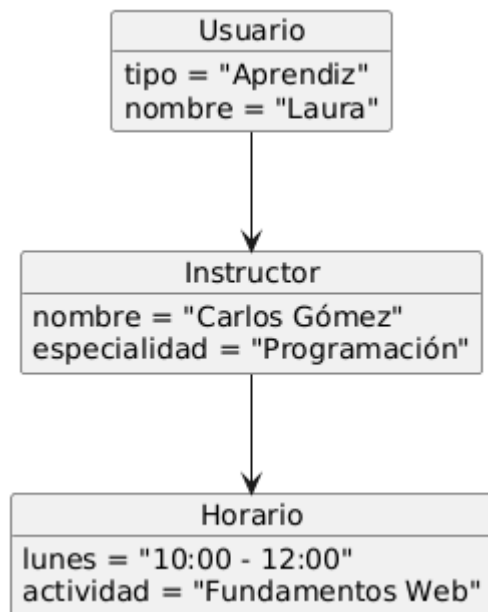 Usuario
tipo = "Aprendiz"
nombre = "Laura"
Instructor
nombre = "Carlos Gómez"
especialidad = "Programación"
Horario
lunes = "10:00 - 12:00"
actividad = "Fundamentos Web"